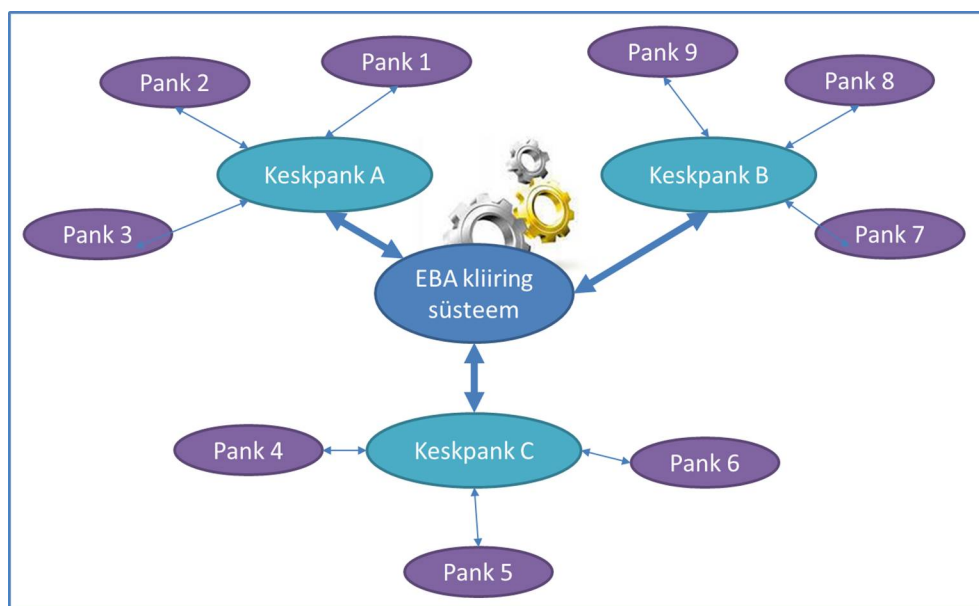 Pank 1
Pank 9
Pank 2
Pank 8
Keskpank A
Keskpank B
Pank 3
Pank 7
EBA kliiring
süsteem
Pank 4
Keskpank C
Pank 6
Pank 5